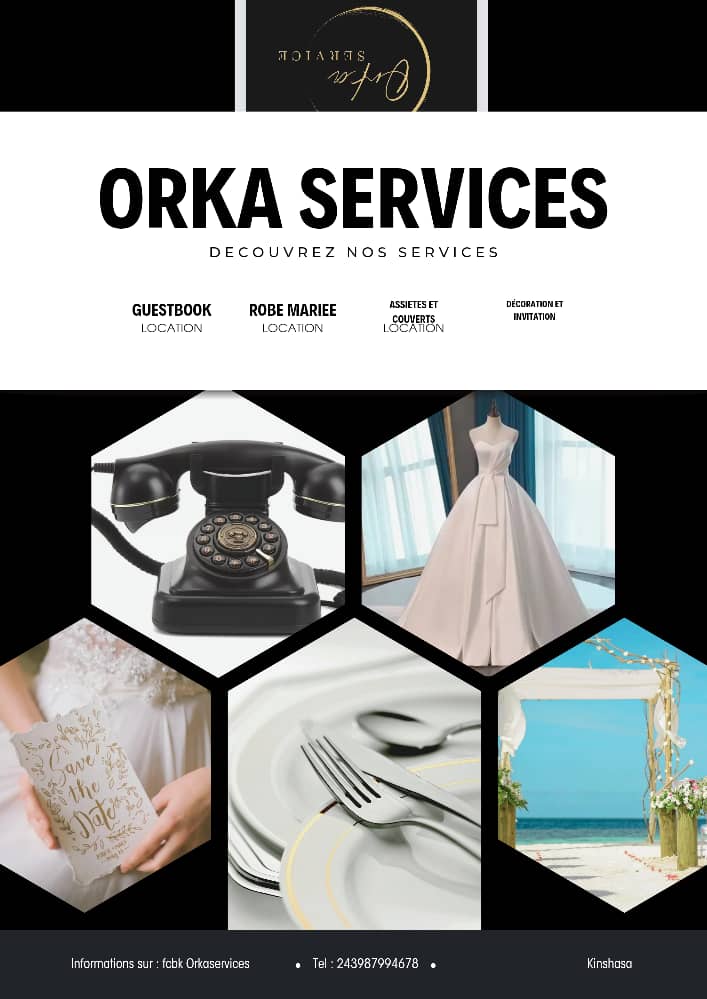 Orka
SERVICE
ORKA SERVICES
DECOUVREZ NOS SERVICES
GUESTBOOK
LOCATION
ROBE MARIEE
LOCATION
ASSIETES ET
COUVERTS
LOCATION
DÉCORATION ET
INVITATION
Save
the
Date
Informations sur : fcbk Orkaservices • Tel : 243987994678 • Kinshasa